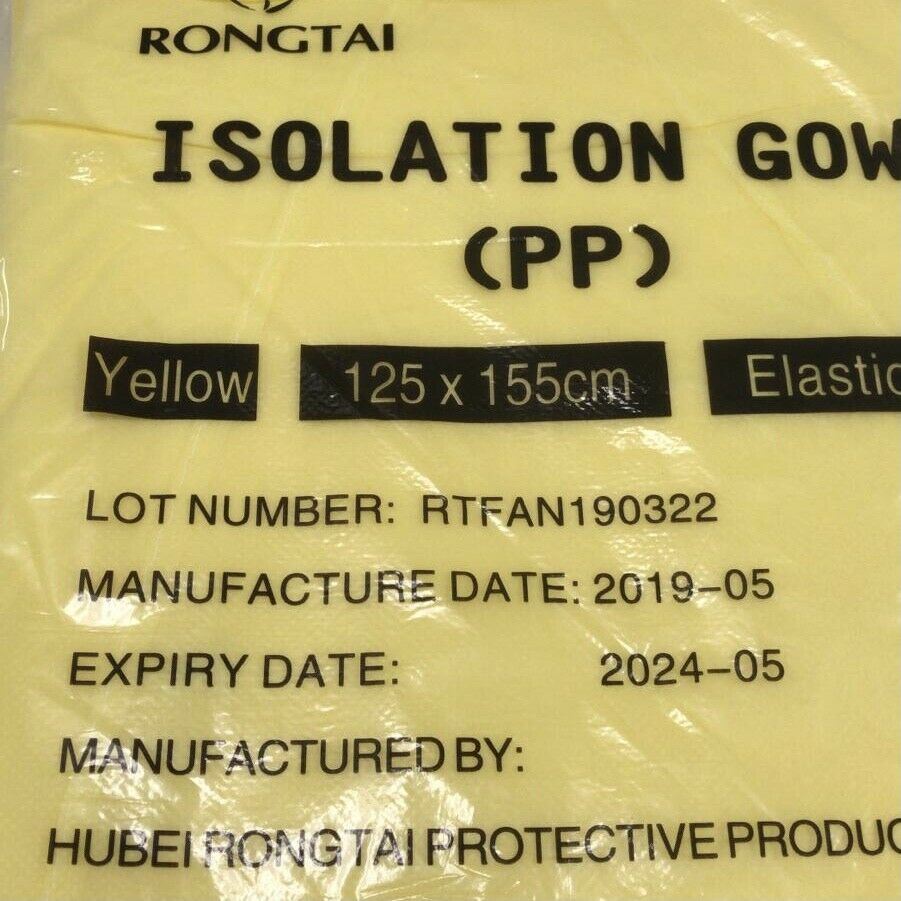 RONGTAI
ISOLATION GOW
(PP)
Yellow 125 x 155cm Elastic
LOT NUMBER: RTFAN190322
MANUFACTURE DATE: 2019-05
EXPIRY DATE: 2024-05
MANUFACTURED BY:
HUBEI RONGTAI PROTECTIVE PRODUC